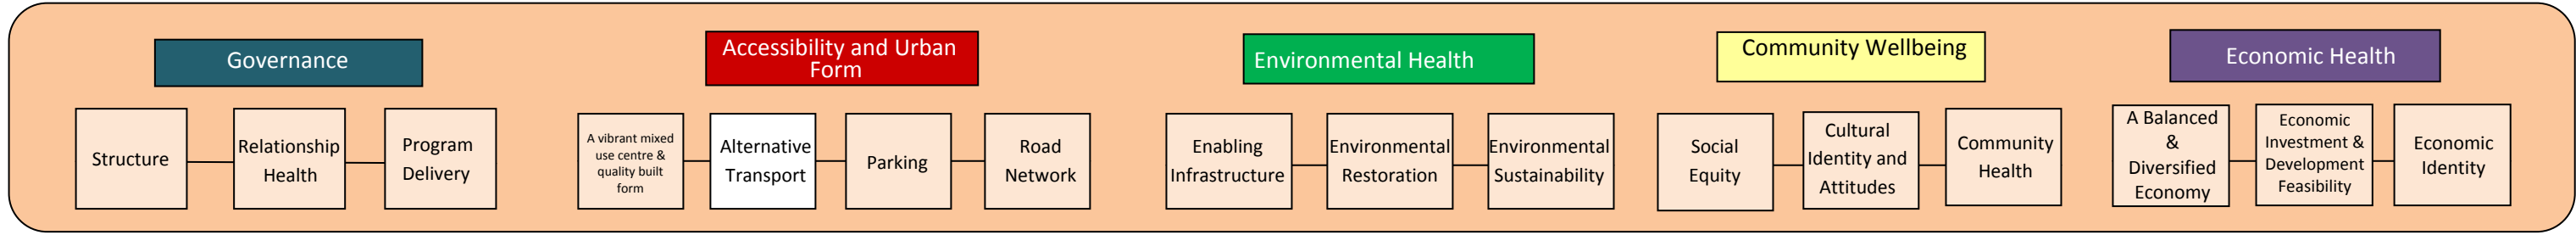 Governance
Structure
Relationship
Health
Program
Delivery
Accessibility and Urban
Form
A vibrant mixed
use centre &
quality built
form
Alternative
Transport
Parking
Road
Network
Environmental Health
Enabling
Infrastructure
Environmental
Restoration
Environmental
Sustainability
Community Wellbeing
Social
Equity
Cultural
Identity and
Attitudes
Community
Health
Economic Health
A Balanced
&
Diversified
Economy
Economic
Investment &
Development
Feasibility
Economic
Identity